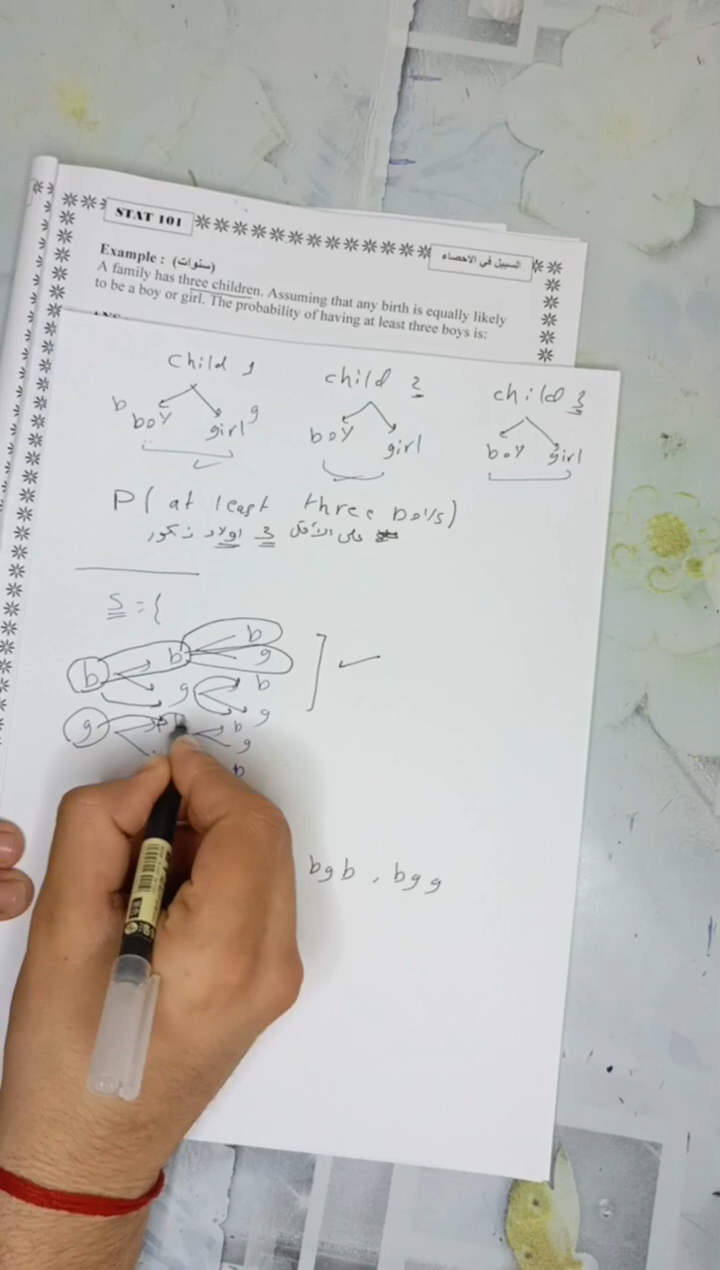 STAT 101
السبيل في الاحصاء
Example : (سنوات)
A family has three children. Assuming that any birth is equally likely
to be a boy or girl. The probability of having at least three boys is:
child 1
child 2
child 3
b boy girl g
boy girl
boy girl
P( at least three boys)
على الأقل 3 اولاد ذكور
S = {
b b b
g
g b
g
g b b
g
b
bgb , bgg